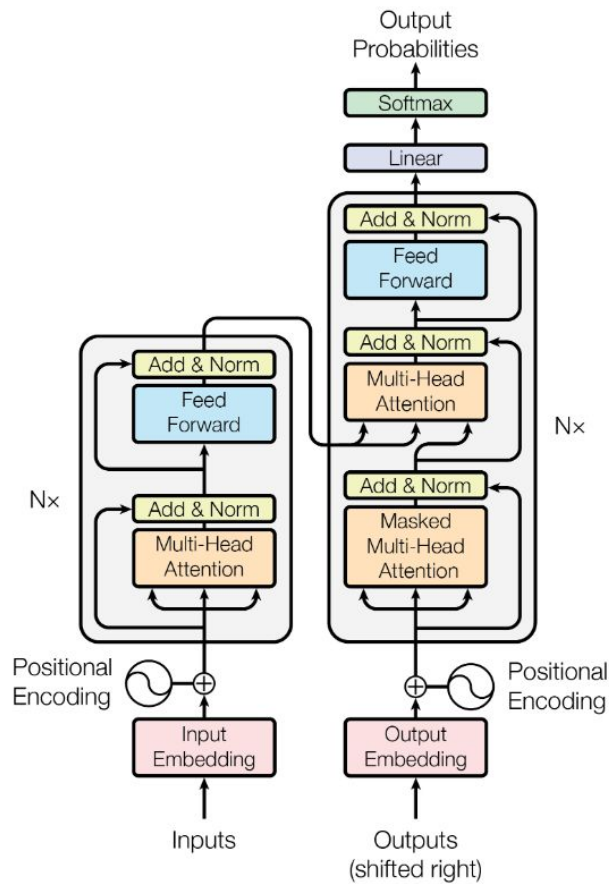 Output
Probabilities
Softmax
Linear
Add & Norm
Feed
Forward
Add & Norm
Multi-Head
Attention
Add & Norm
Masked
Multi-Head
Attention
Nx
Add & Norm
Feed
Forward
Add & Norm
Multi-Head
Attention
Nx
Positional
Encoding
Positional
Encoding
Input
Embedding
Output
Embedding
Inputs
Outputs
(shifted right)